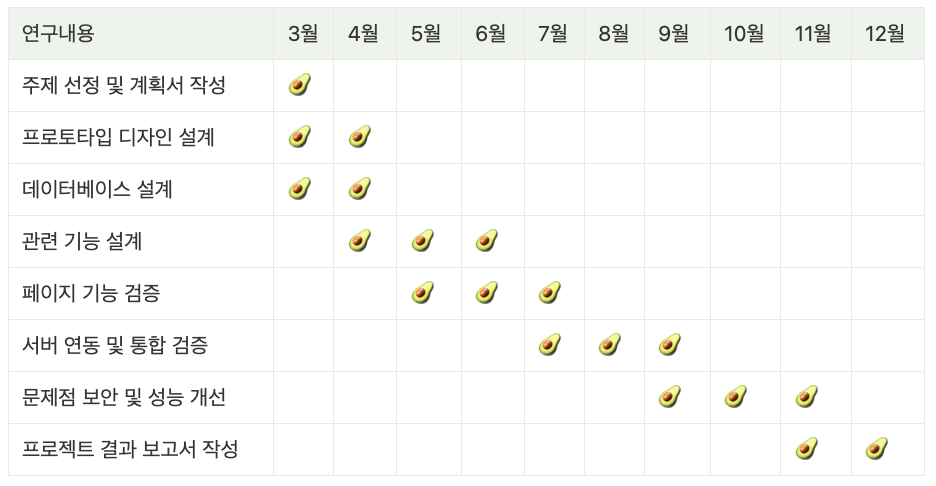 연구내용 3월 4월 5월 6월 7월 8월 9월 10월 11월 12월
주제 선정 및 계획서 작성
프로토타입 디자인 설계
데이터베이스 설계
관련 기능 설계
페이지 기능 검증
서버 연동 및 통합 검증
문제점 보안 및 성능 개선
프로젝트 결과 보고서 작성